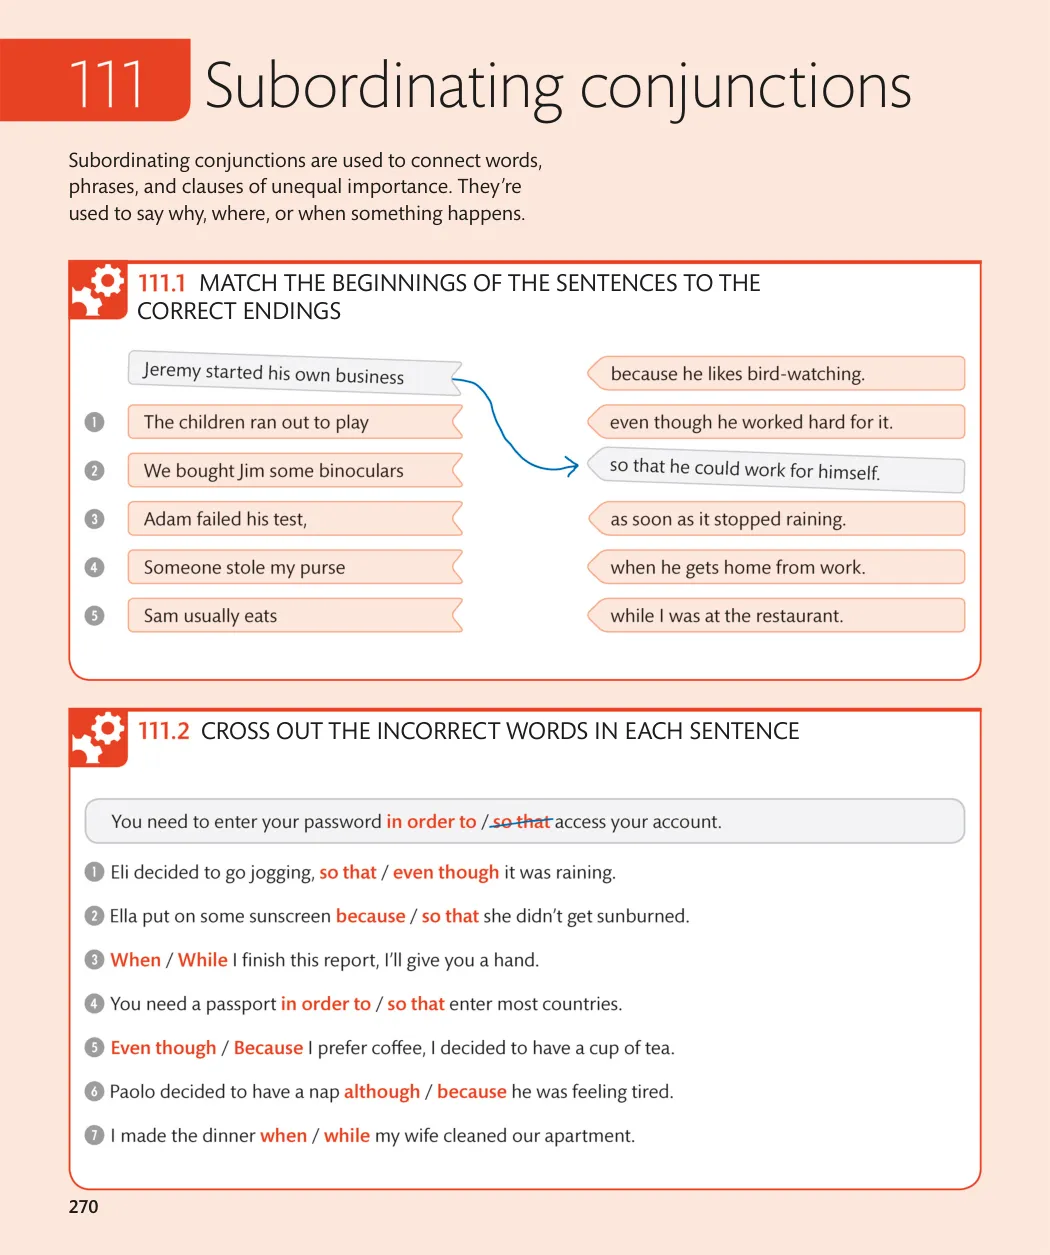 111 Subordinating conjunctions
Subordinating conjunctions are used to connect words,
phrases, and clauses of unequal importance. They're
used to say why, where, or when something happens.
111.1 MATCH THE BEGINNINGS OF THE SENTENCES TO THE
CORRECT ENDINGS
Jeremy started his own business
because he likes bird-watching.
1 The children ran out to play
even though he worked hard for it.
2 We bought Jim some binoculars
so that he could work for himself.
3 Adam failed his test,
as soon as it stopped raining.
4 Someone stole my purse
when he gets home from work.
5 Sam usually eats
while I was at the restaurant.
111.2 CROSS OUT THE INCORRECT WORDS IN EACH SENTENCE
You need to enter your password in order to / so that access your account.
1 Eli decided to go jogging, so that / even though it was raining.
2 Ella put on some sunscreen because / so that she didn't get sunburned.
3 When / While I finish this report, I'll give you a hand.
4 You need a passport in order to / so that enter most countries.
5 Even though / Because I prefer coffee, I decided to have a cup of tea.
6 Paolo decided to have a nap although / because he was feeling tired.
7 I made the dinner when / while my wife cleaned our apartment.
270